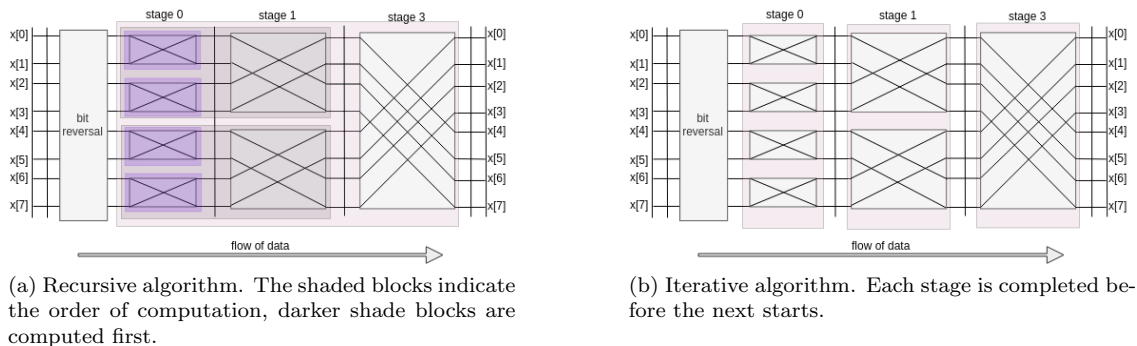 stage 0
stage 1
stage 3
x[0]
x[1]
x[2]
x[3]
x[4]
x[5]
x[6]
x[7]
bit
reversal
x[0]
x[1]
x[2]
x[3]
x[4]
x[5]
x[6]
x[7]
flow of data
(a) Recursive algorithm. The shaded blocks indicate
the order of computation, darker shade blocks are
computed first.
stage 0
stage 1
stage 3
x[0]
x[1]
x[2]
x[3]
x[4]
x[5]
x[6]
x[7]
bit
reversal
x[0]
x[1]
x[2]
x[3]
x[4]
x[5]
x[6]
x[7]
flow of data
(b) Iterative algorithm. Each stage is completed be-
fore the next starts.